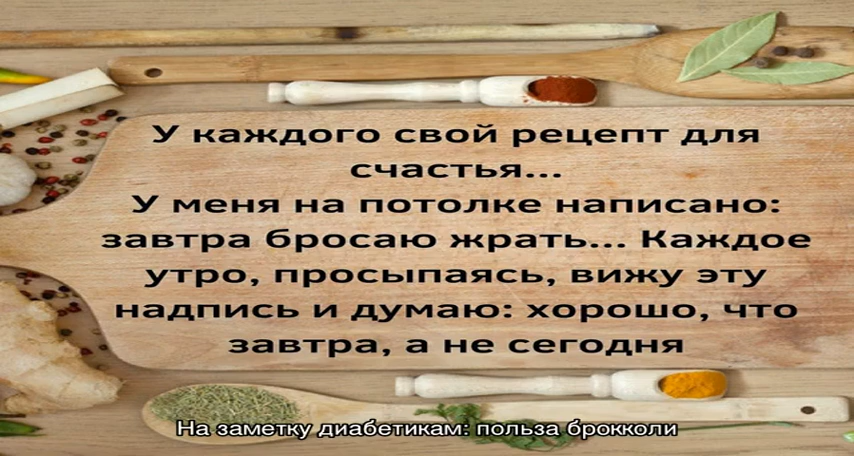 У каждого свой рецепт для
счастья...
У меня на потолке написано:
завтра бросаю жрать... Каждое
утро, просыпаясь, вижу эту
надпись и думаю: хорошо, что
завтра, а не сегодня
На заметку диабетикам: польза брокколи